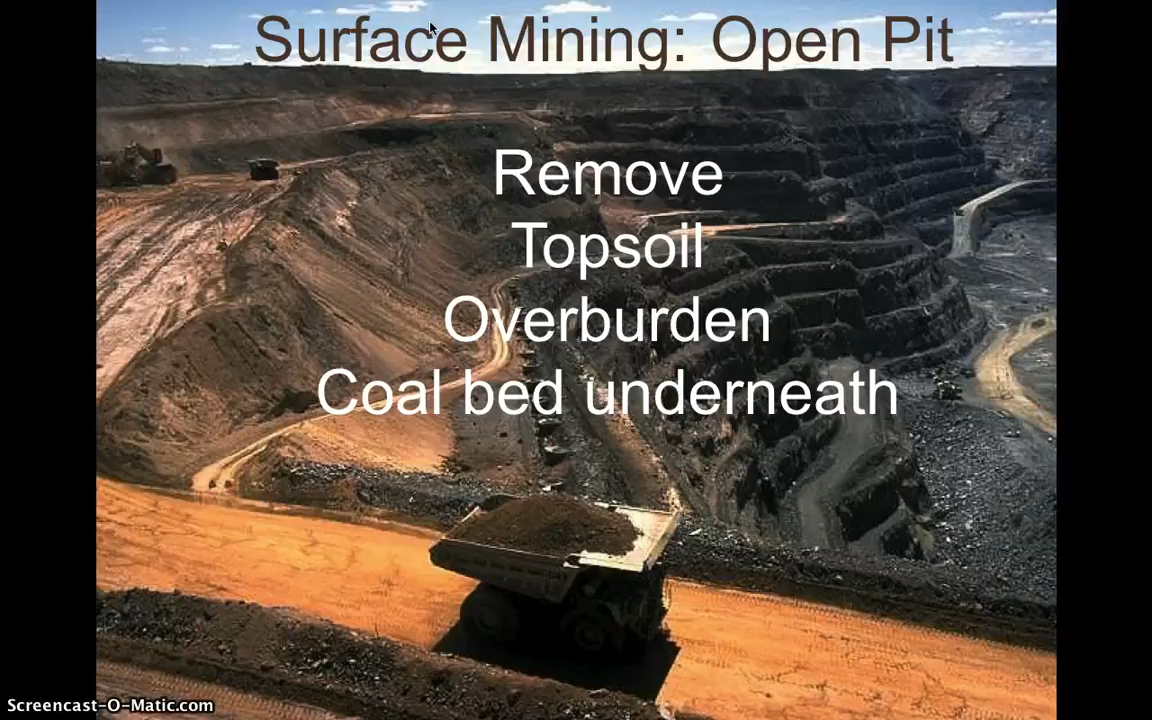 Surface Mining: Open Pit
Remove
Topsoil
Overburden
Coal bed underneath
Screencast-O-Matic.com